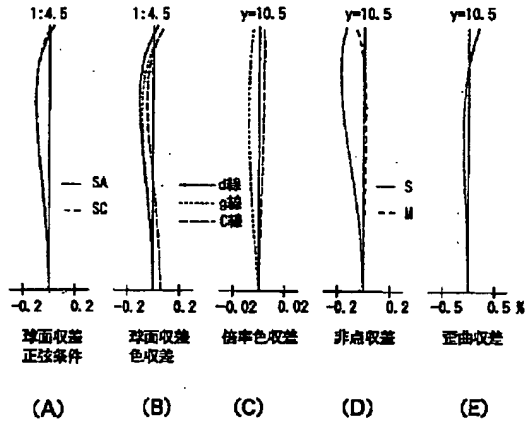 1:4.5 1:4.5 y=10.5 y=10.5 y=10.5
SA
SC
d線
g線
C線
S
M
-0.2 0.2 -0.2 0.2 -0.02 0.02 -0.2 0.2 -0.5 0.5 %
球面収差 球面収差 倍率色収差 非点収差 歪曲収差
正弦条件 色収差
(A) (B) (C) (D) (E)